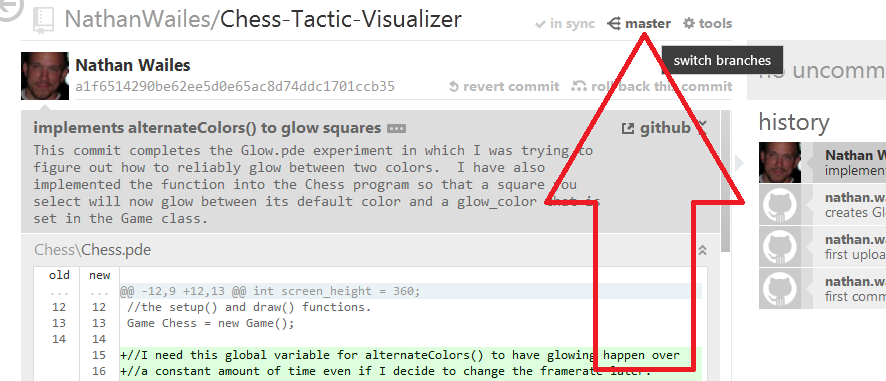 NathanWailes/Chess-Tactic-Visualizer
in sync master tools
switch branches
Nathan Wailes
a1f6514290be62ee5d0e65ac8d74ddc1701ccb35
revert commit roll back this commit
no uncomm
implements alternateColors() to glow squares
github
This commit completes the Glow.pde experiment in which I was trying to
figure out how to reliably glow between two colors. I have also
implemented the function into the Chess program so that a square you
select will now glow between its default color and a glow_color that is
set in the Game class.
history
Nathan W
implemen
nathan.wa
creates Gl
nathan.wa
first uploa
nathan.wa
first comm
Chess\Chess.pde
old new
... ... @@ -12,9 +12,13 @@ int screen_height = 360;
12 12 //the setup() and draw() functions.
13 13 Game Chess = new Game();
14 14
15 +//I need this global variable for alternateColors() to have glowing happen over
16 +//a constant amount of time even if I decide to change the framerate later.